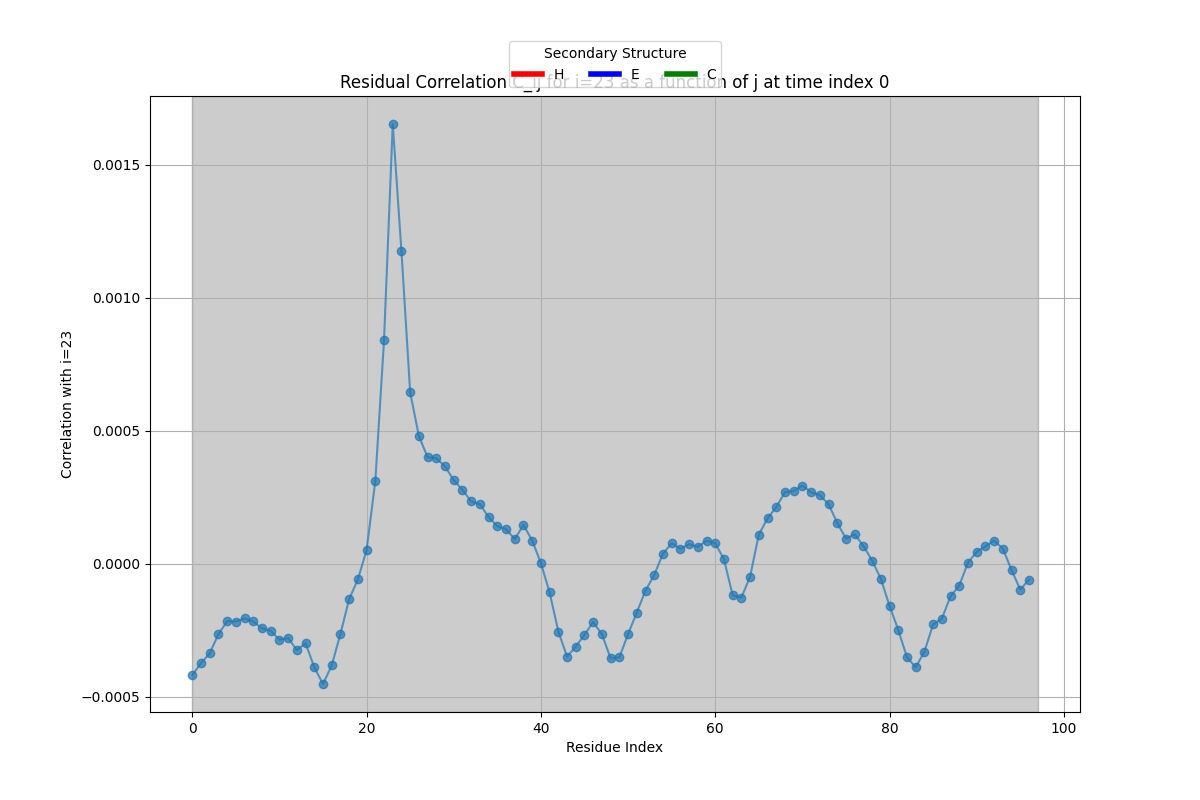 Secondary Structure
H E C
Residual Correlation C_ij for i=23 as a function of j at time index 0
0.0015
0.0010
0.0005
0.0000
−0.0005
Correlation with i=23
0 20 40 60 80 100
Residue Index